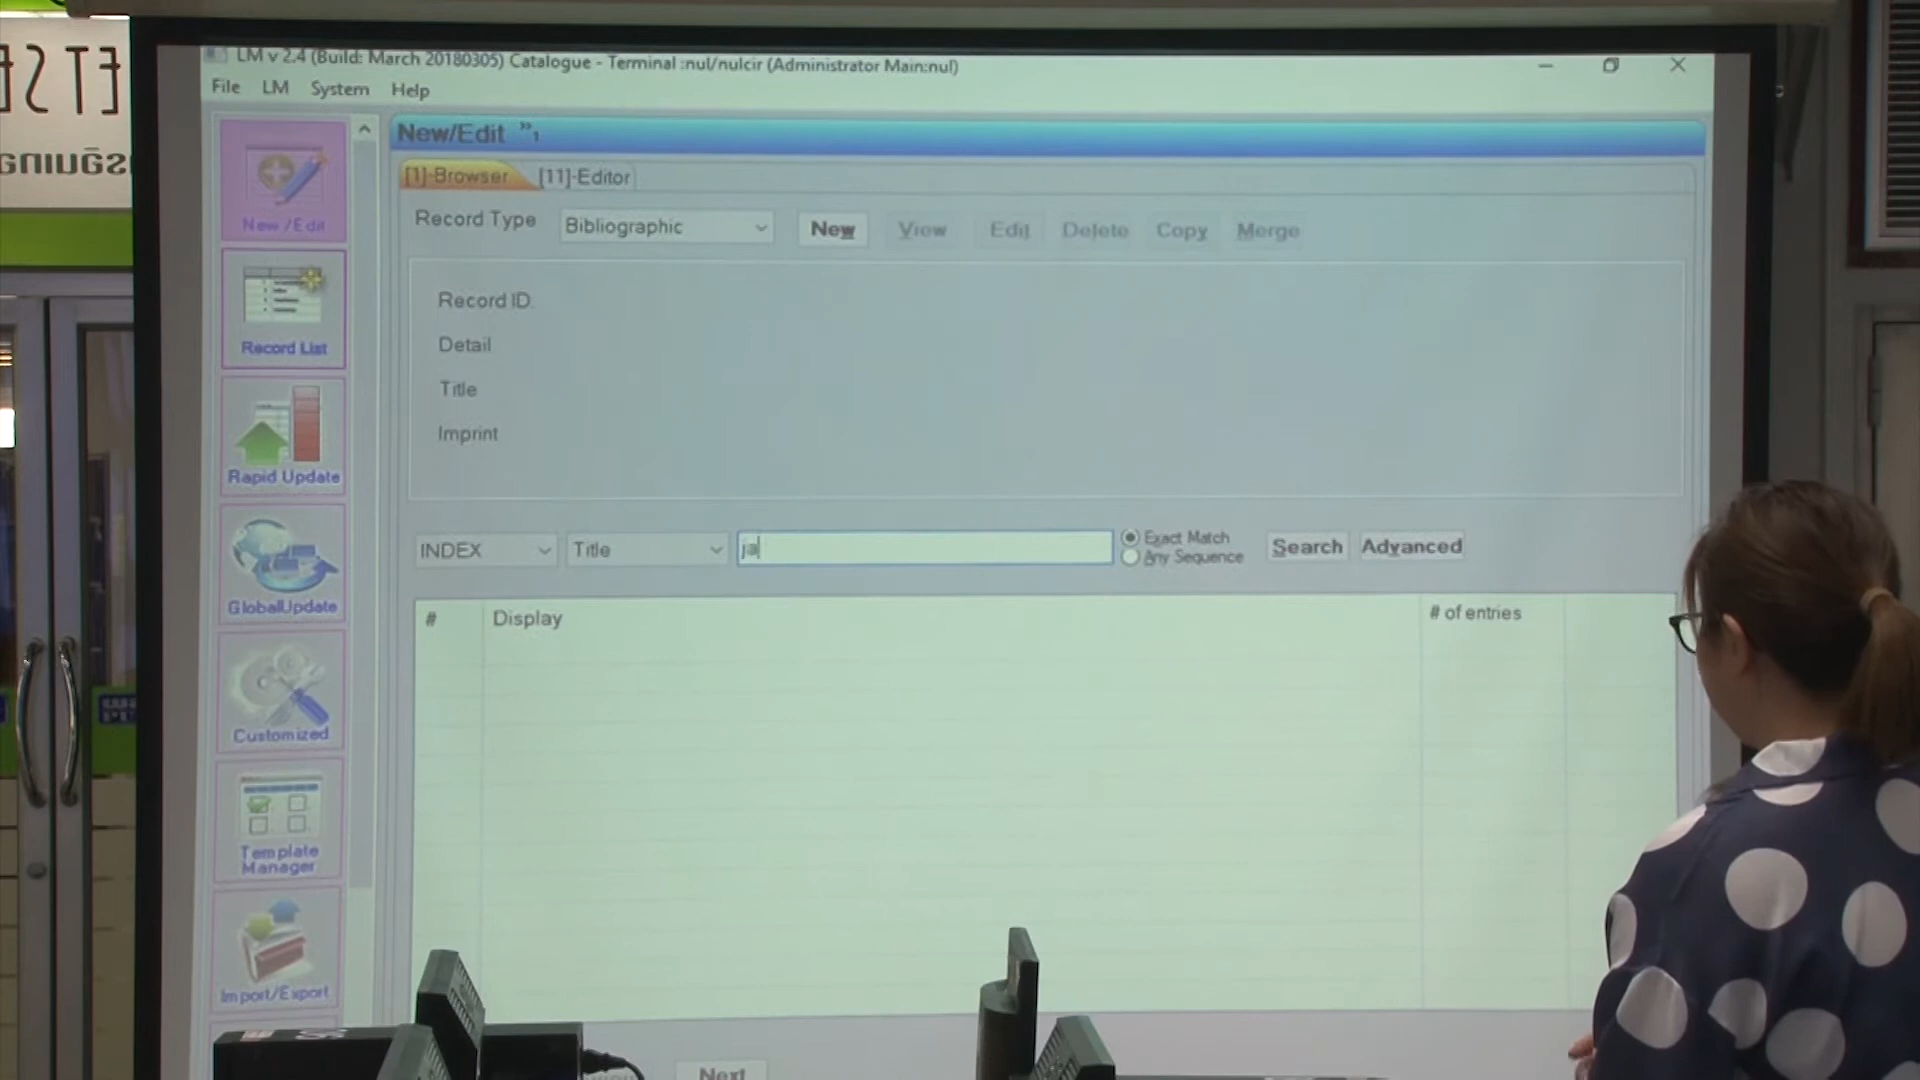 LM v 2.4 (Build: March 20180305) Catalogue - Terminal :nul/nulcir (Administrator Main:nul)
File LM System Help
New/Edit »1
[1]-Browser [11]-Editor
Record Type Bibliographic New View Edit Delete Copy Merge
New /Edit
Record ID
Detail
Title
Imprint
Record List
Rapid Update
INDEX Title ja Exact Match
Any Sequence
Search Advanced
GlobalUpdate
# Display # of entries
Customized
Template
Manager
Import/Export
Next